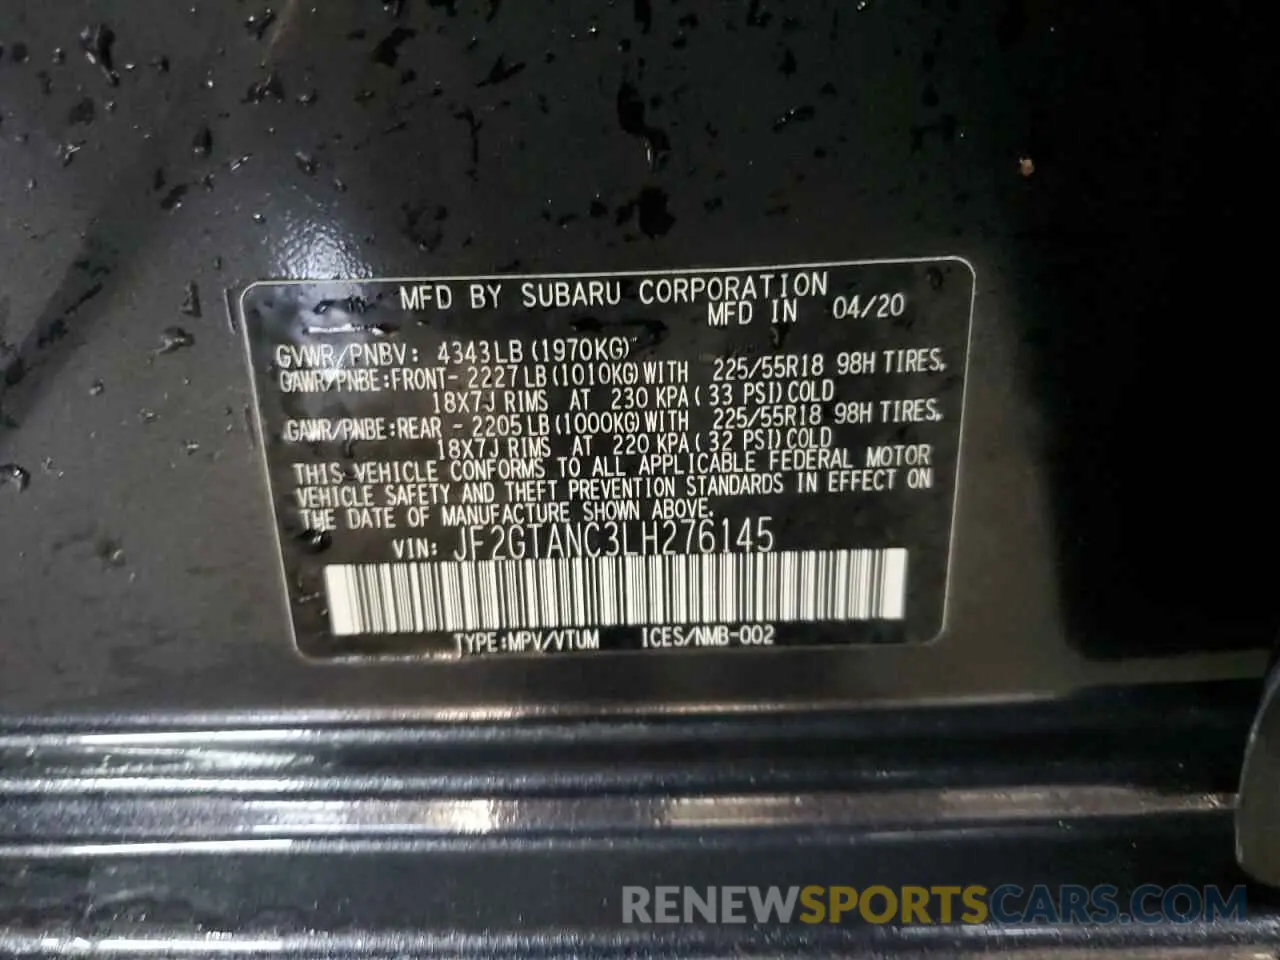 MFD BY SUBARU CORPORATION
MFD IN 04/20
GVWR/PNBV: 4343LB(1970KG)
GAWR/PNBE:FRONT- 2227LB(1010KG)WITH 225/55R18 98H TIRES,
18X7J RIMS AT 230 KPA( 33 PSI)COLD
GAWR/PNBE:REAR - 2205LB(1000KG)WITH 225/55R18 98H TIRES,
18X7J RIMS AT 220 KPA( 32 PSI)COLD
THIS VEHICLE CONFORMS TO ALL APPLICABLE FEDERAL MOTOR
VEHICLE SAFETY AND THEFT PREVENTION STANDARDS IN EFFECT ON
THE DATE OF MANUFACTURE SHOWN ABOVE.
VIN: JF2GTANC3LH276145
TYPE:MPV/VTUM ICES/NMB-002
RENEWSPORTSCARS.COM